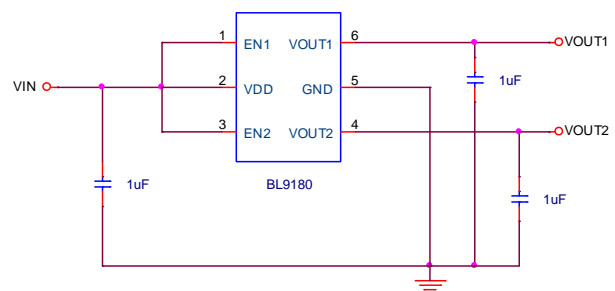 1 EN1 VOUT1 6 VOUT1
VIN 2 VDD GND 5 1uF
3 EN2 VOUT2 4 VOUT2
1uF BL9180 1uF